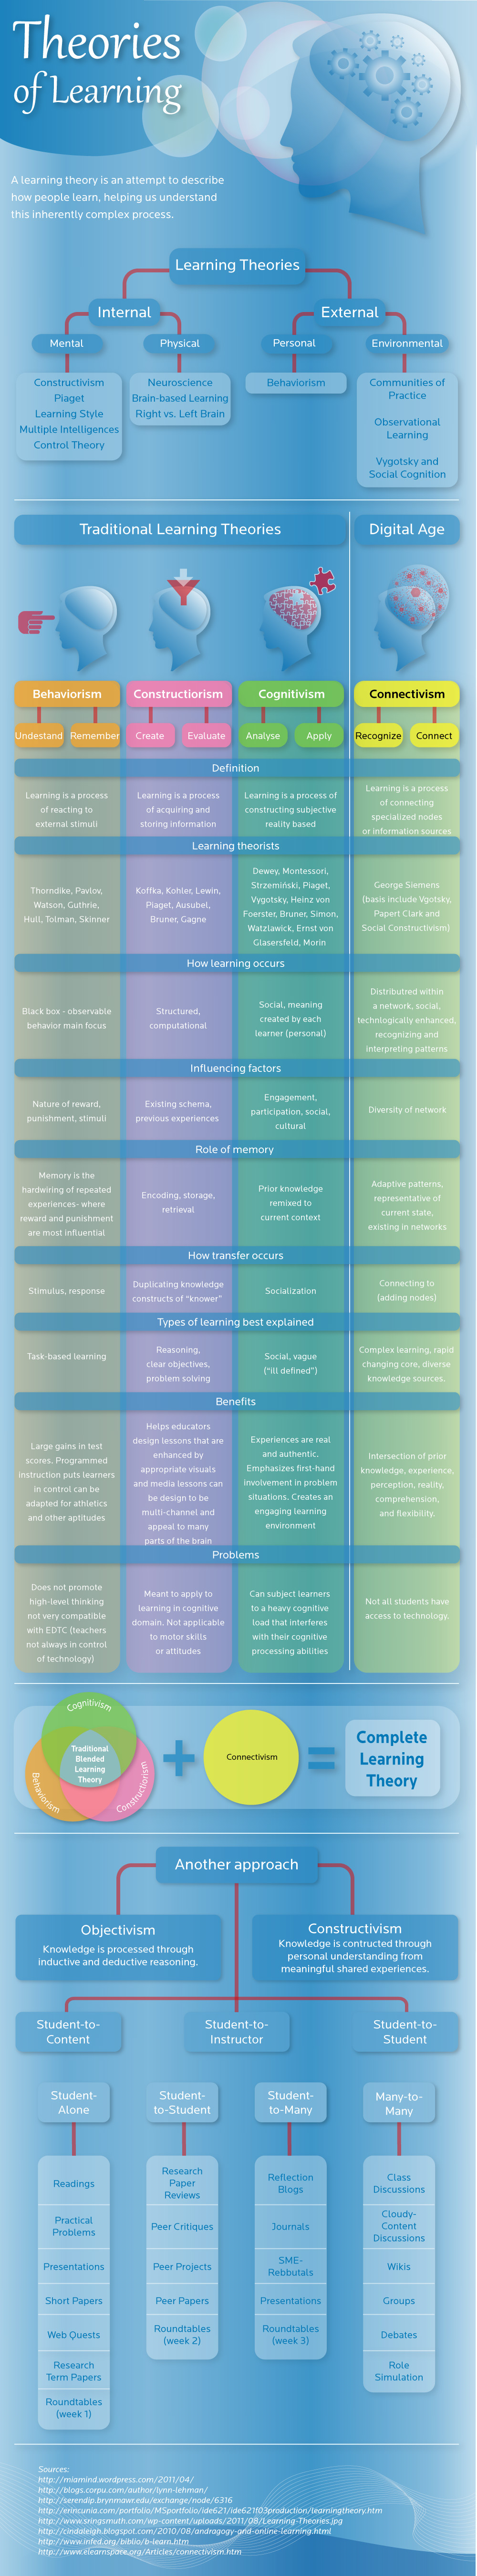 Theories
of Learning
A learning theory is an attempt to describe
how people learn, helping us understand
this inherently complex process.
Learning Theories
Internal
External
Mental
Physical
Personal
Environmental
Constructivism
Piaget
Learning Style
Multiple Intelligences
Control Theory
Neuroscience
Brain-based Learning
Right vs. Left Brain
Behaviorism
Communities of
Practice
Observational
Learning
Vygotsky and
Social Cognition
Traditional Learning Theories
Digital Age
Behaviorism
Constructiorism
Cognitivism
Connectivism
Undestand
Remember
Create
Evaluate
Analyse
Apply
Recognize
Connect
Definition
Learning is a process
of reacting to
external stimuli
Learning is a process
of acquiring and
storing information
Learning is a process of
constructing subjective
reality based
Learning is a process
of connecting
specialized nodes
or information sources
Learning theorists
Thorndike, Pavlov,
Watson, Guthrie,
Hull, Tolman, Skinner
Koffka, Kohler, Lewin,
Piaget, Ausubel,
Bruner, Gagne
Dewey, Montessori,
Strzemiński, Piaget,
Vygotsky, Heinz von
Foerster, Bruner, Simon,
Watzlawick, Ernst von
Glasersfeld, Morin
George Siemens
(basis include Vgotsky,
Papert Clark and
Social Constructivism)
How learning occurs
Black box - observable
behavior main focus
Structured,
computational
Social, meaning
created by each
learner (personal)
Distributred within
a network, social,
technlogically enhanced,
recognizing and
interpreting patterns
Influencing factors
Nature of reward,
punishment, stimuli
Existing schema,
previous experiences
Engagement,
participation, social,
cultural
Diversity of network
Role of memory
Memory is the
hardwiring of repeated
experiences- where
reward and punishment
are most influential
Encoding, storage,
retrieval
Prior knowledge
remixed to
current context
Adaptive patterns,
representative of
current state,
existing in networks
How transfer occurs
Stimulus, response
Duplicating knowledge
constructs of “knower”
Socialization
Connecting to
(adding nodes)
Types of learning best explained
Task-based learning
Reasoning,
clear objectives,
problem solving
Social, vague
(“ill defined”)
Complex learning, rapid
changing core, diverse
knowledge sources.
Benefits
Large gains in test
scores. Programmed
instruction puts learners
in control can be
adapted for athletics
and other aptitudes
Helps educators
design lessons that are
enhanced by
appropriate visuals
and media lessons can
be design to be
multi-channel and
appeal to many
parts of the brain
Experiences are real
and authentic.
Emphasizes first-hand
involvement in problem
situations. Creates an
engaging learning
environment
Intersection of prior
knowledge, experience,
perception, reality,
comprehension,
and flexibility.
Problems
Does not promote
high-level thinking
not very compatible
with EDTC (teachers
not always in control
of technology)
Meant to apply to
learning in cognitive
domain. Not applicable
to motor skills
or attitudes
Can subject learners
to a heavy cognitive
load that interferes
with their cognitive
processing abilities
Not all students have
access to technology.
Cognitivism
Behaviorism
Constructiorism
Traditional
Blended
Learning
Theory
+
Connectivism
=
Complete
Learning
Theory
Another approach
Objectivism
Knowledge is processed through
inductive and deductive reasoning.
Constructivism
Knowledge is contructed through
personal understanding from
meaningful shared experiences.
Student-to-
Content
Student-to-
Instructor
Student-to-
Student
Student-
Alone
Student-
to-Student
Student-
to-Many
Many-to-
Many
Readings
Practical
Problems
Presentations
Short Papers
Web Quests
Research
Term Papers
Roundtables
(week 1)
Research
Paper
Reviews
Peer Critiques
Peer Projects
Peer Papers
Roundtables
(week 2)
Reflection
Blogs
Journals
SME-
Rebbutals
Presentations
Roundtables
(week 3)
Class
Discussions
Cloudy-
Content
Discussions
Wikis
Groups
Debates
Role
Simulation
Sources:
http://miamind.wordpress.com/2011/04/
http://blogs.corpu.com/author/lynn-lehman/
http://serendip.brynmawr.edu/exchange/node/6316
http://erincunia.com/portfolio/MSportfolio/ide621/ide621f03production/learningtheory.htm
http://www.sringsmuth.com/wp-content/uploads/2011/08/Learning-Theories.jpg
http://cindaleigh.blogspot.com/2010/08/andragogy-and-online-learning.html
http://www.infed.org/biblio/b-learn.htm
http://www.elearnspace.org/Articles/connectivism.htm